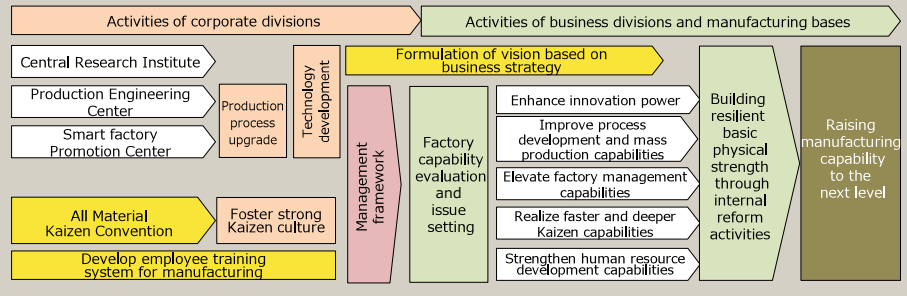 Activities of corporate divisions
Activities of business divisions and manufacturing bases
Central Research Institute
Production Engineering
Center
Smart factory
Promotion Center
Production
process
upgrade
Technology
development
All Material
Kaizen Convention
Foster strong
Kaizen culture
Develop employee training
system for manufacturing
Formulation of vision based on
business strategy
Management
framework
Factory
capability
evaluation
and
issue
setting
Enhance innovation power
Improve process
development and mass
production capabilities
Elevate factory management
capabilities
Realize faster and deeper
Kaizen capabilities
Strengthen human resource
development capabilities
Building
resilient
basic
physical
strength
through
internal
reform
activities
Raising
manufacturing
capability
to the
next level